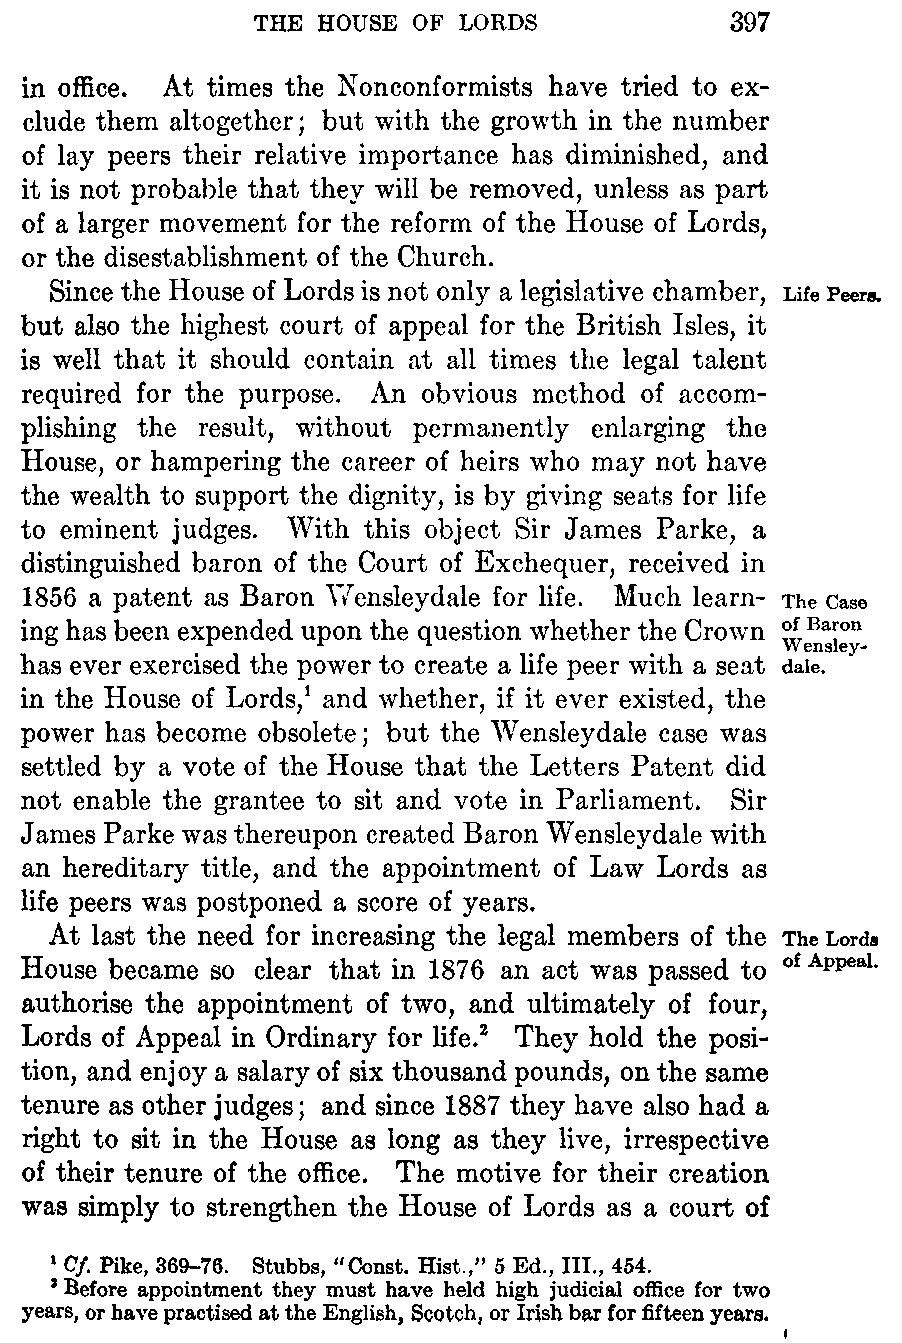 THE HOUSE OF LORDS 397
in office. At times the Nonconformists have tried to ex-
clude them altogether; but with the growth in the number
of lay peers their relative importance has diminished, and
it is not probable that they will be removed, unless as part
of a larger movement for the reform of the House of Lords,
or the disestablishment of the Church.
Since the House of Lords is not only a legislative chamber,
Life Peers.
but also the highest court of appeal for the British Isles, it
is well that it should contain at all times the legal talent
required for the purpose. An obvious method of accom-
plishing the result, without permanently enlarging the
House, or hampering the career of heirs who may not have
the wealth to support the dignity, is by giving seats for life
to eminent judges. With this object Sir James Parke, a
distinguished baron of the Court of Exchequer, received in
1856 a patent as Baron Wensleydale for life. Much learn-
The Case
of Baron
Wensley-
dale.
ing has been expended upon the question whether the Crown
has ever exercised the power to create a life peer with a seat
in the House of Lords,¹ and whether, if it ever existed, the
power has become obsolete; but the Wensleydale case was
settled by a vote of the House that the Letters Patent did
not enable the grantee to sit and vote in Parliament. Sir
James Parke was thereupon created Baron Wensleydale with
an hereditary title, and the appointment of Law Lords as
life peers was postponed a score of years.
At last the need for increasing the legal members of the
The Lords
of Appeal.
House became so clear that in 1876 an act was passed to
authorise the appointment of two, and ultimately of four,
Lords of Appeal in Ordinary for life.² They hold the posi-
tion, and enjoy a salary of six thousand pounds, on the same
tenure as other judges; and since 1887 they have also had a
right to sit in the House as long as they live, irrespective
of their tenure of the office. The motive for their creation
was simply to strengthen the House of Lords as a court of
¹ Cf. Pike, 369–76. Stubbs, "Const. Hist.," 5 Ed., III., 454.
² Before appointment they must have held high judicial office for two
years, or have practised at the English, Scotch, or Irish bar for fifteen years.